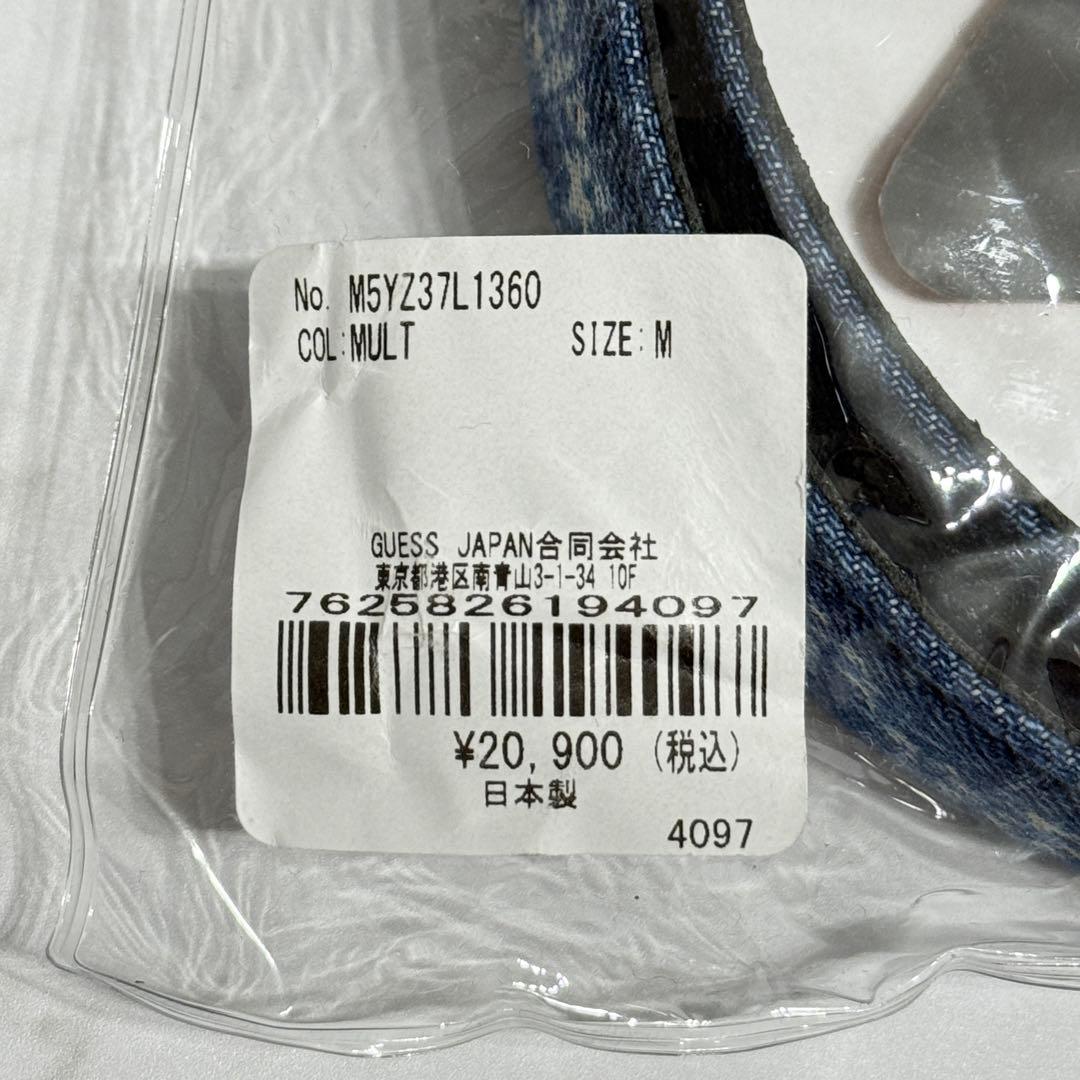 No. M5YZ37L1360
COL:MULT SIZE: M
GUESS JAPAN合同会社
東京都港区南青山3-1-34 10F
7625826194097
¥20,900 (税込)
日本製
4097